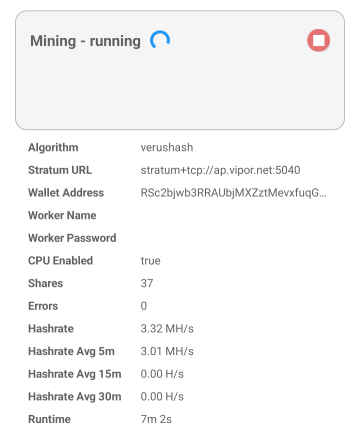 Mining - running
Algorithm verushash
Stratum URL stratum+tcp://ap.vipor.net:5040
Wallet Address RSc2bjwb3RRAUbjMXZztMevxfuqG...
Worker Name
Worker Password
CPU Enabled true
Shares 37
Errors 0
Hashrate 3.32 MH/s
Hashrate Avg 5m 3.01 MH/s
Hashrate Avg 15m 0.00 H/s
Hashrate Avg 30m 0.00 H/s
Runtime 7m 2s